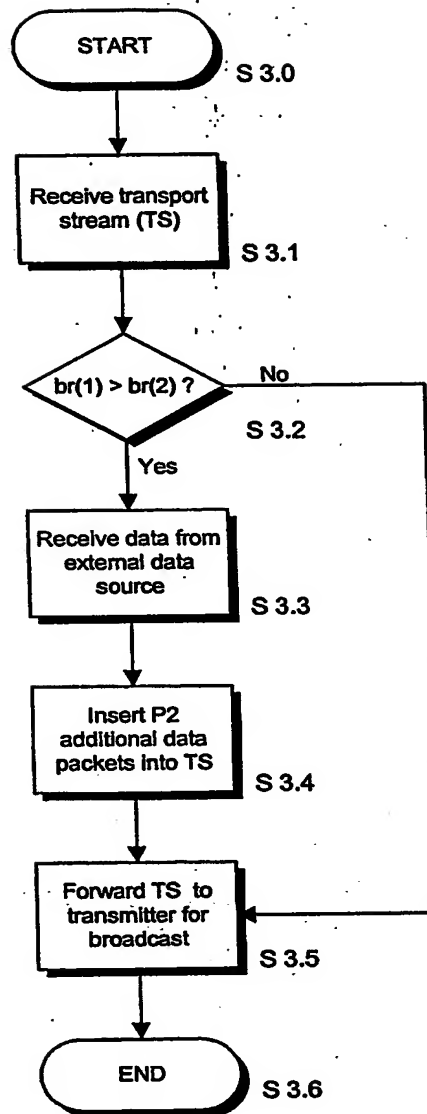 START
S 3.0
Receive transport
stream (TS)
S 3.1
br(1) > br(2) ?
No
S 3.2
Yes
Receive data from
external data
source
S 3.3
Insert P2
additional data
packets into TS
S 3.4
Forward TS to
transmitter for
broadcast
S 3.5
END
S 3.6